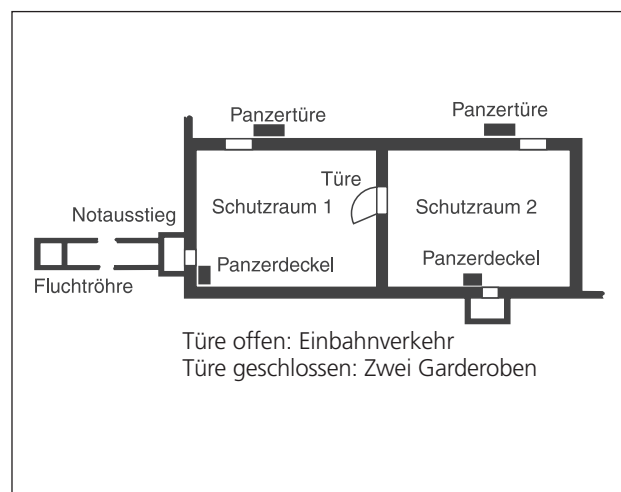 Panzertüre
Panzertüre
Türe
Schutzraum 1
Schutzraum 2
Notausstieg
Panzerdeckel
Panzerdeckel
Fluchtröhre
Türe offen: Einbahnverkehr
Türe geschlossen: Zwei Garderoben